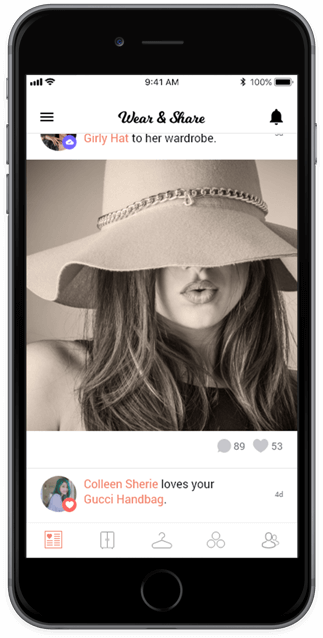 9:41 AM 100%
Wear & Share
Girly Hat to her wardrobe.
89 53
Colleen Sherie loves your 4d
Gucci Handbag.